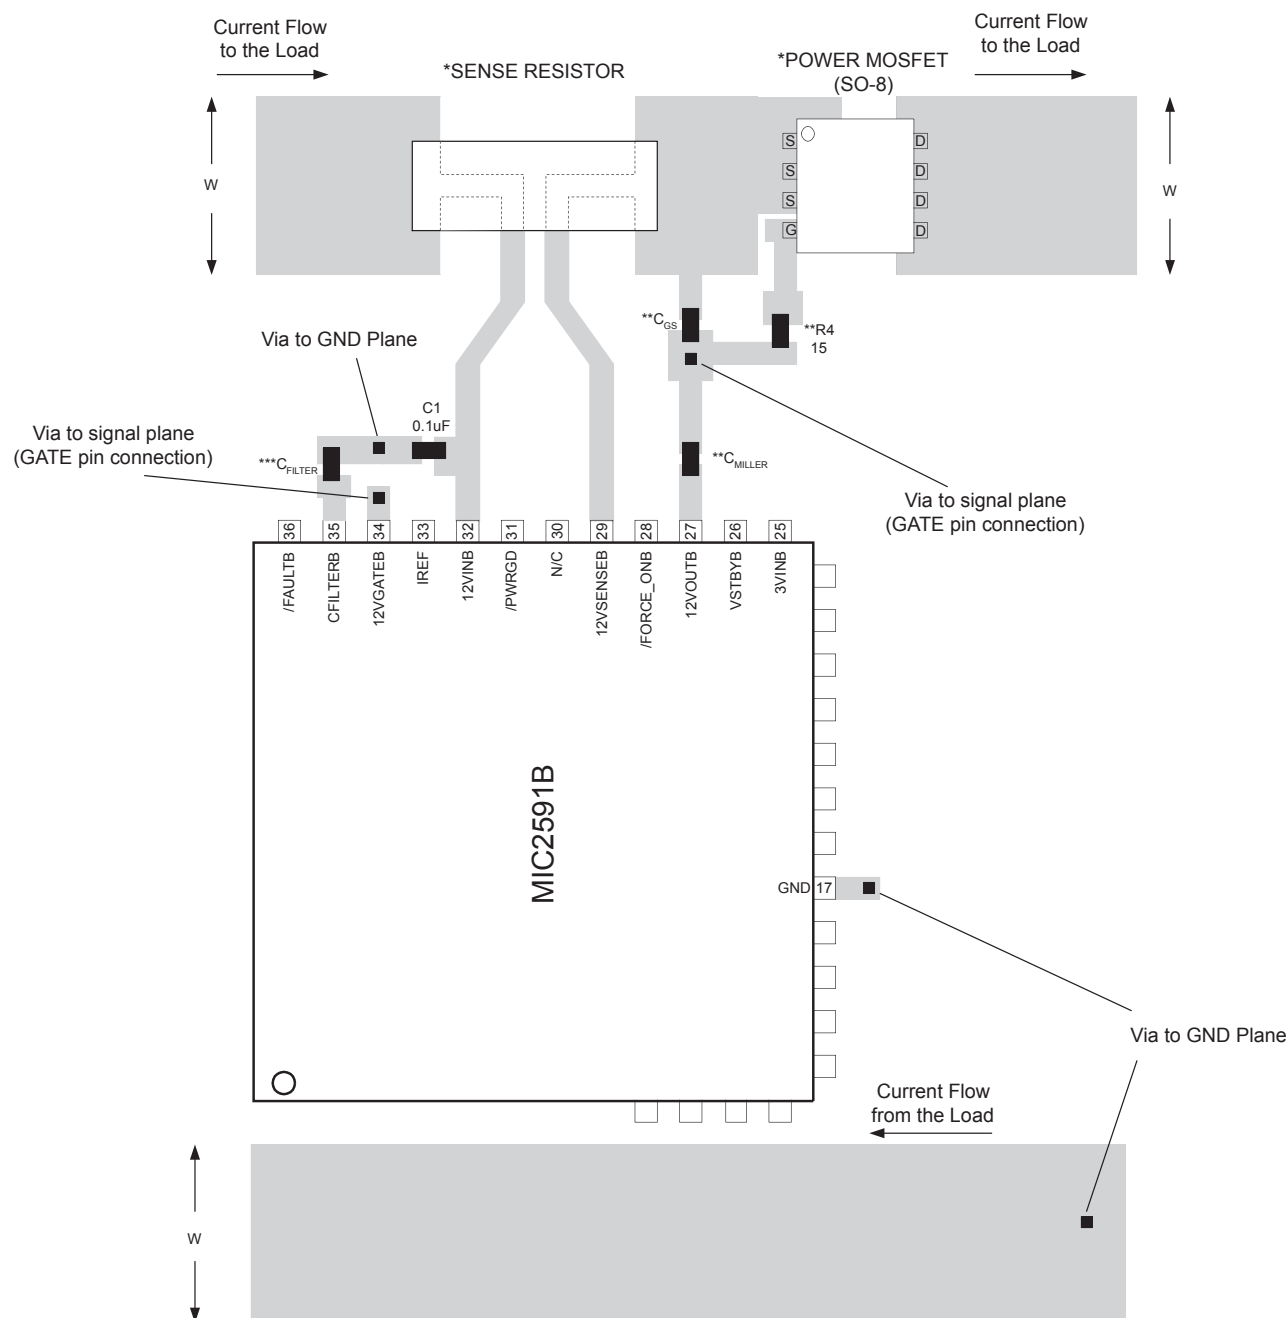 Current Flow
to the Load
*SENSE RESISTOR
*POWER MOSFET
(SO-8)
Current Flow
to the Load
W
W
S
S
S
G
D
D
D
D
**CGS
**R4
15
Via to GND Plane
C1
0.1uF
Via to signal plane
(GATE pin connection)
***CFILTER
**CMILLER
Via to signal plane
(GATE pin connection)
36
35
34
33
32
31
30
29
28
27
26
25
/FAULTB
CFILTERB
12VGATEB
IREF
12VINB
/PWRGD
N/C
12VSENSEB
/FORCE_ONB
12VOUTB
VSTBYB
3VINB
MIC2591B
GND 17
Via to GND Plane
Current Flow
from the Load
W